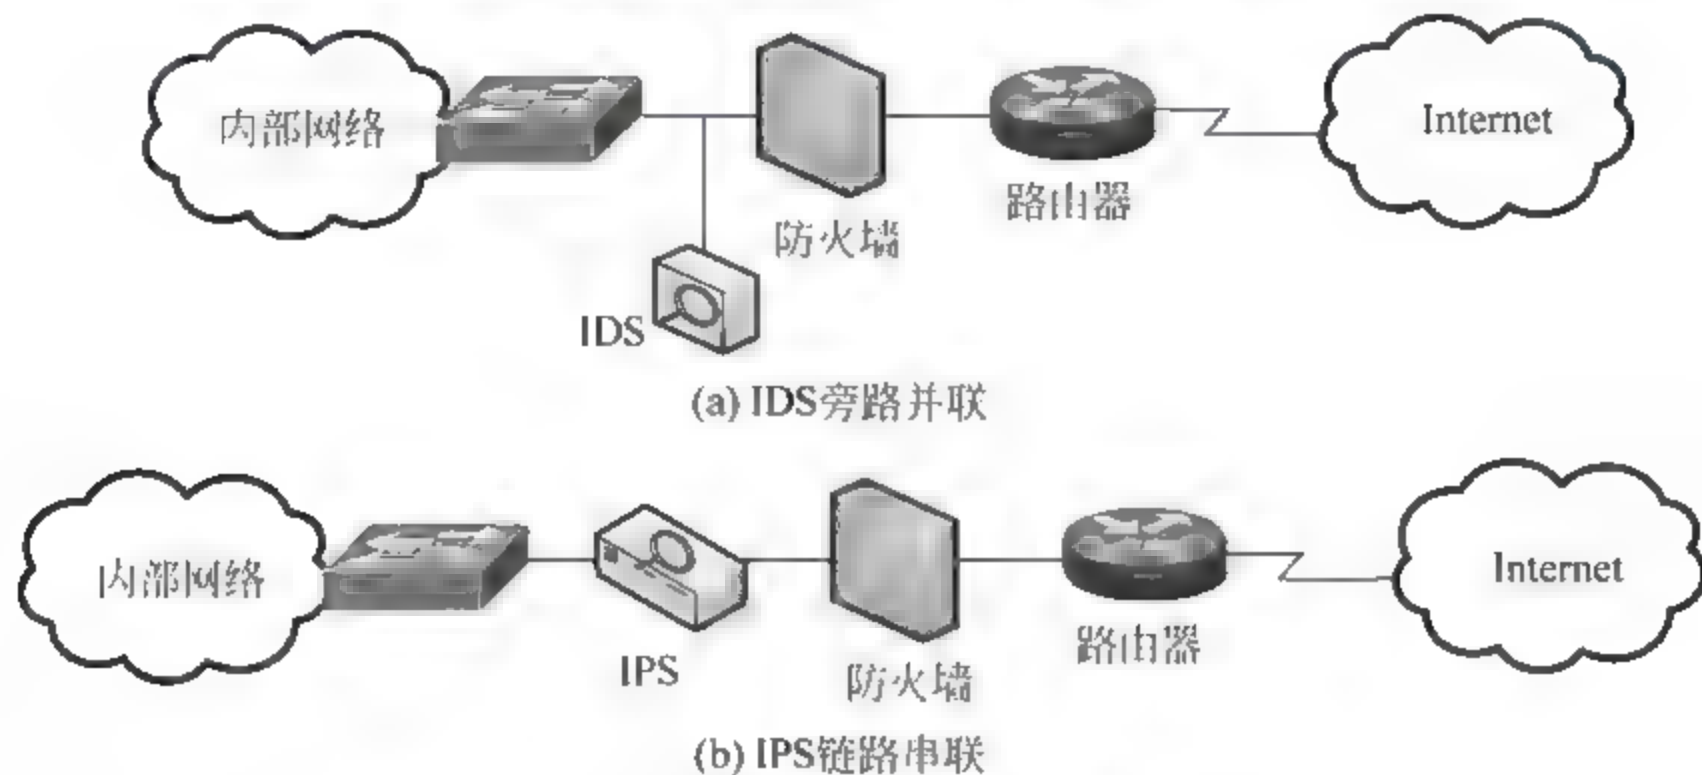 内部网络
防火墙
路由器
Internet
IDS
(a) IDS旁路并联
内部网络
IPS
防火墙
路由器
Internet
(b) IPS链路串联